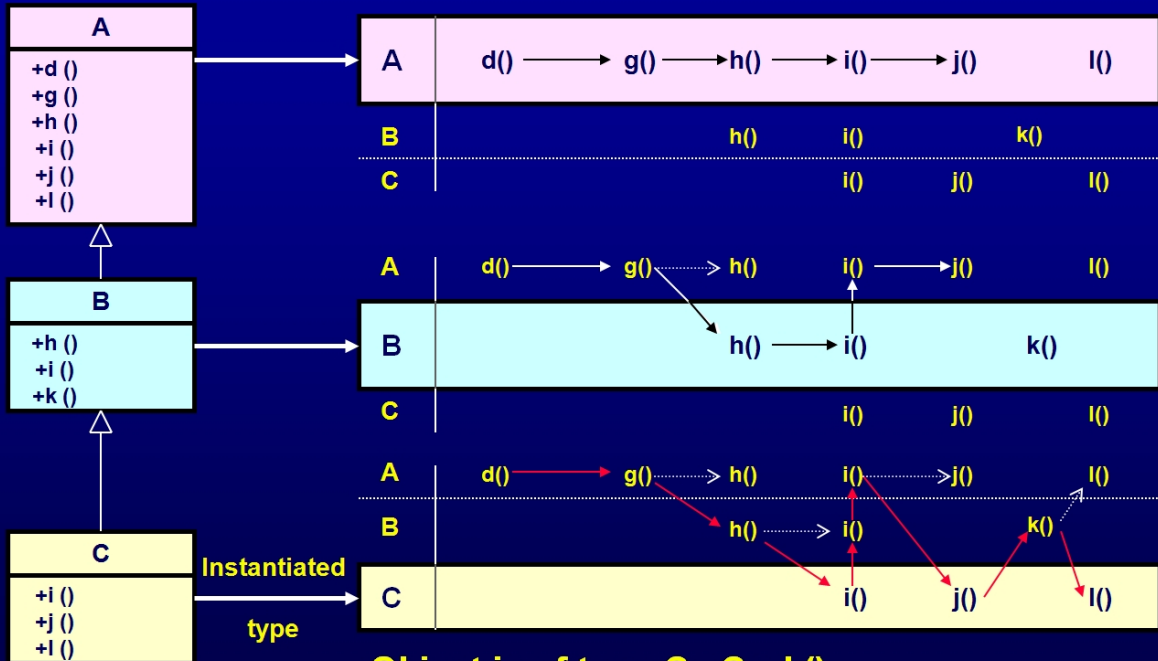 A
+d ()
+g ()
+h ()
+i ()
+j ()
+l ()
A d() g() h() i() j() l()
B h() i() k()
C i() j() l()
A d() g() h() i() j() l()
B
+h ()
+i ()
+k ()
B h() i() k()
C i() j() l()
A d() g() h() i() j() l()
B h() i() k()
C
+i ()
+j ()
+l ()
Instantiated
type
C i() j() l()